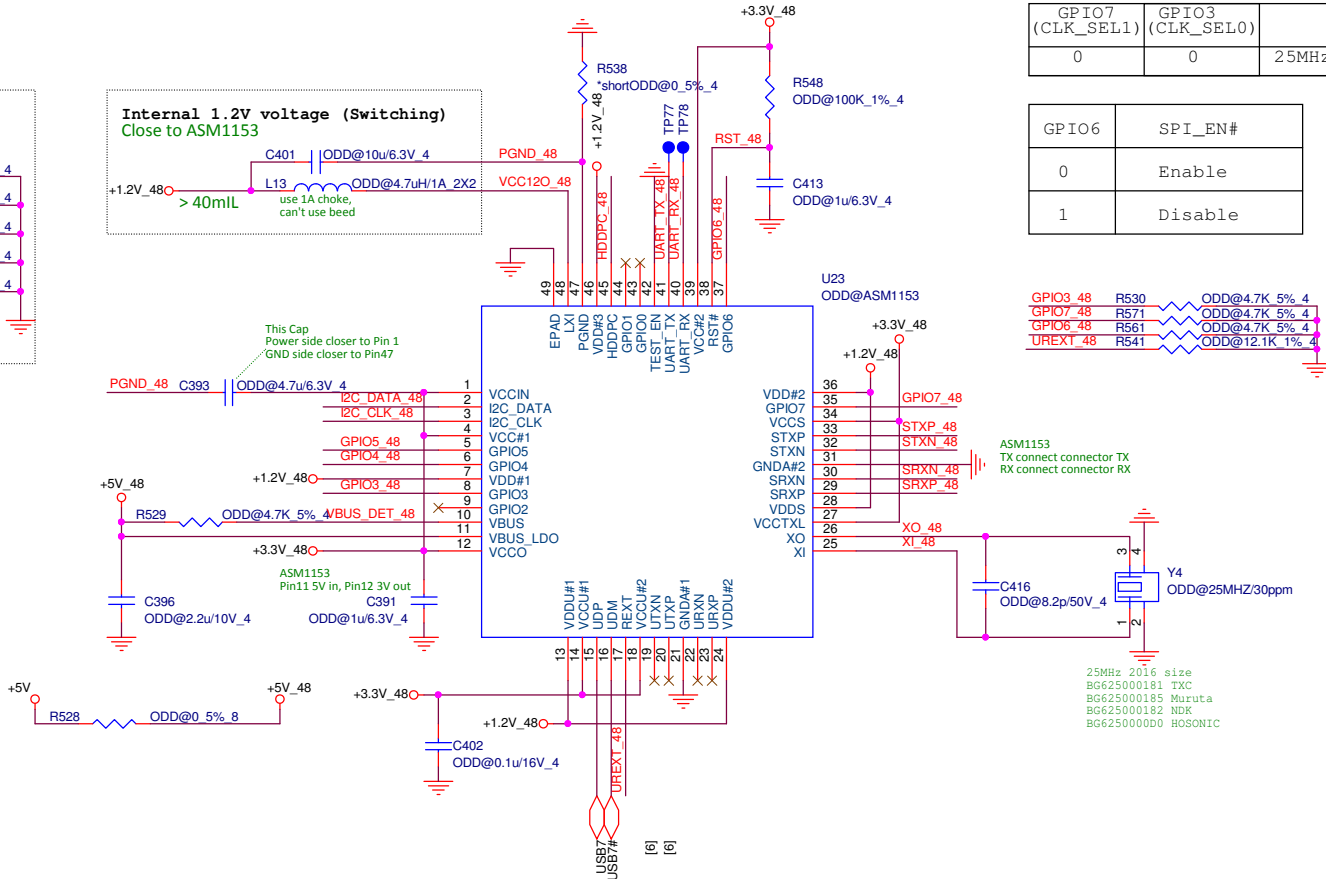 +3.3V_48
GPIO7 (CLK_SEL1)
GPIO3 (CLK_SEL0)
0
0
25MHz
GPIO6
SPI_EN#
0
Enable
1
Disable
4
4
4
4
4
Internal 1.2V voltage (Switching)
Close to ASM1153
C401
ODD@10u/6.3V_4
PGND_48
+1.2V_48
L13
ODD@4.7uH/1A_2X2
VCC12O_48
> 40mIL
use 1A choke,
can't use beed
R538
*shortODD@0_5%_4
+1.2V_48
TP77
TP78
R548
ODD@100K_1%_4
RST_48
C413
ODD@1u/6.3V_4
HDDPC_48
UART_TX_48
UART_RX_48
GPIO6_48
U23
ODD@ASM1153
49
48
47
46
45
44
43
42
41
40
39
38
37
EPAD
LXI
PGND
VDD#3
HDDPC
GPIO1
GPIO0
TEST_EN
UART_TX
UART_RX
VCC#2
RST#
GPIO6
GPIO3_48 R530 ODD@4.7K_5%_4
GPIO7_48 R571 ODD@4.7K_5%_4
GPIO6_48 R561 ODD@4.7K_5%_4
UREXT_48 R541 ODD@12.1K_1%_4
This Cap
Power side closer to Pin 1
GND side closer to Pin47
PGND_48
C393
ODD@4.7u/6.3V_4
I2C_DATA_48
I2C_CLK_48
GPIO5_48
GPIO4_48
+1.2V_48
GPIO3_48
+5V_48
R529
ODD@4.7K_5%_4
VBUS_DET_48
+3.3V_48
ASM1153
Pin11 5V in, Pin12 3V out
C396
ODD@2.2u/10V_4
C391
ODD@1u/6.3V_4
1 VCCIN
2 I2C_DATA
3 I2C_CLK
4 VCC#1
5 GPIO5
6 GPIO4
7 VDD#1
8 GPIO3
9 GPIO2
10 VBUS
11 VBUS_LDO
12 VCCO
+3.3V_48
+1.2V_48
VDD#2 36
GPIO7 35 GPIO7_48
VCCS 34
STXP 33 STXP_48
STXN 32 STXN_48
GNDA#2 31
SRXN 30 SRXN_48
SRXP 29 SRXP_48
VDDS 28
VCCTXL 27
XO 26 XO_48
XI 25 XI_48
ASM1153
TX connect connector TX
RX connect connector RX
C416
ODD@8.2p/50V_4
3
4
1
2
Y4
ODD@25MHZ/30ppm
25MHz 2016 size
BG625000181 TXC
BG625000185 Muruta
BG625000182 NDK
BG6250000D0 HOSONIC
VDDU#1
VCCU#1
UDP
UDM
REXT
VCCU#2
UTXN
UTXP
GNDA#1
URXN
URXP
VDDU#2
13
14
15
16
17
18
19
20
21
22
23
24
+5V
R528
ODD@0_5%_8
+5V_48
+3.3V_48
+1.2V_48
C402
ODD@0.1u/16V_4
UREXT_48
USB7
USB7#
[6]
[6]